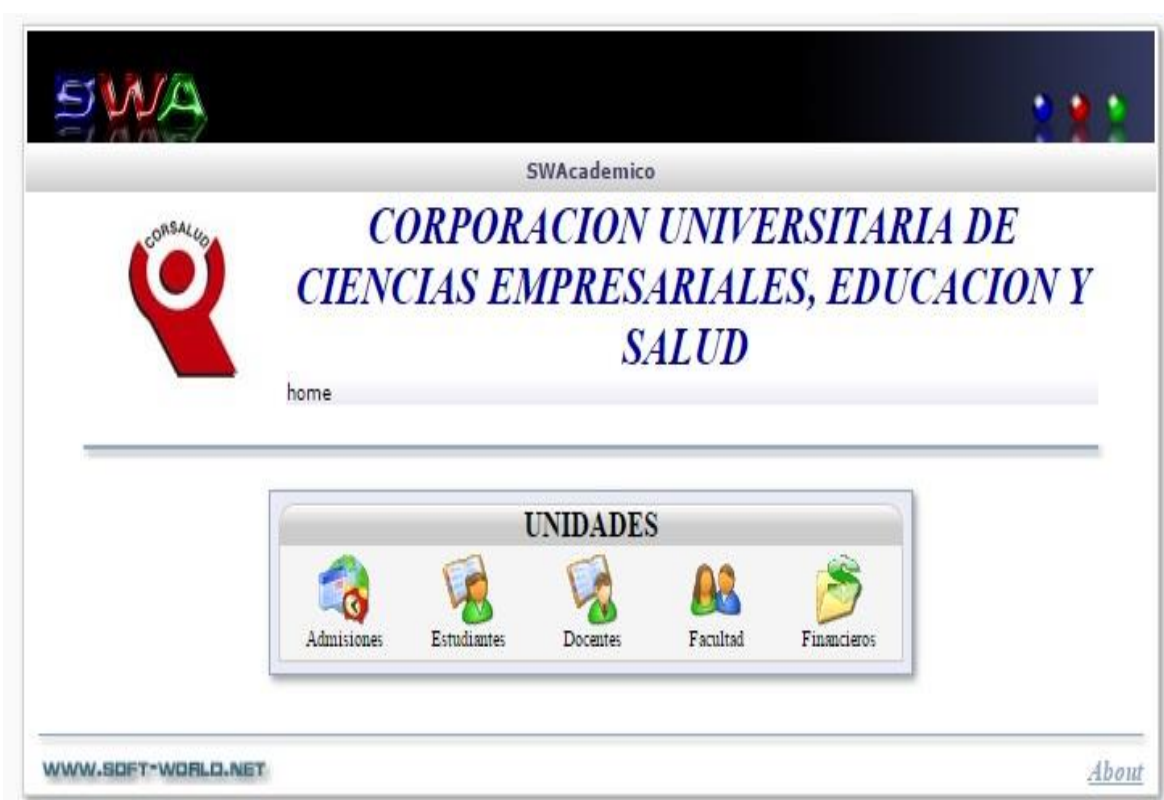 SWA
SWAcademico
CORSALUD
CORPORACION UNIVERSITARIA DE
CIENCIAS EMPRESARIALES, EDUCACION Y
SALUD
home
UNIDADES
Admisiones Estudiantes Docentes Facultad Financieros
WWW.SOFT-WORLD.NET
About